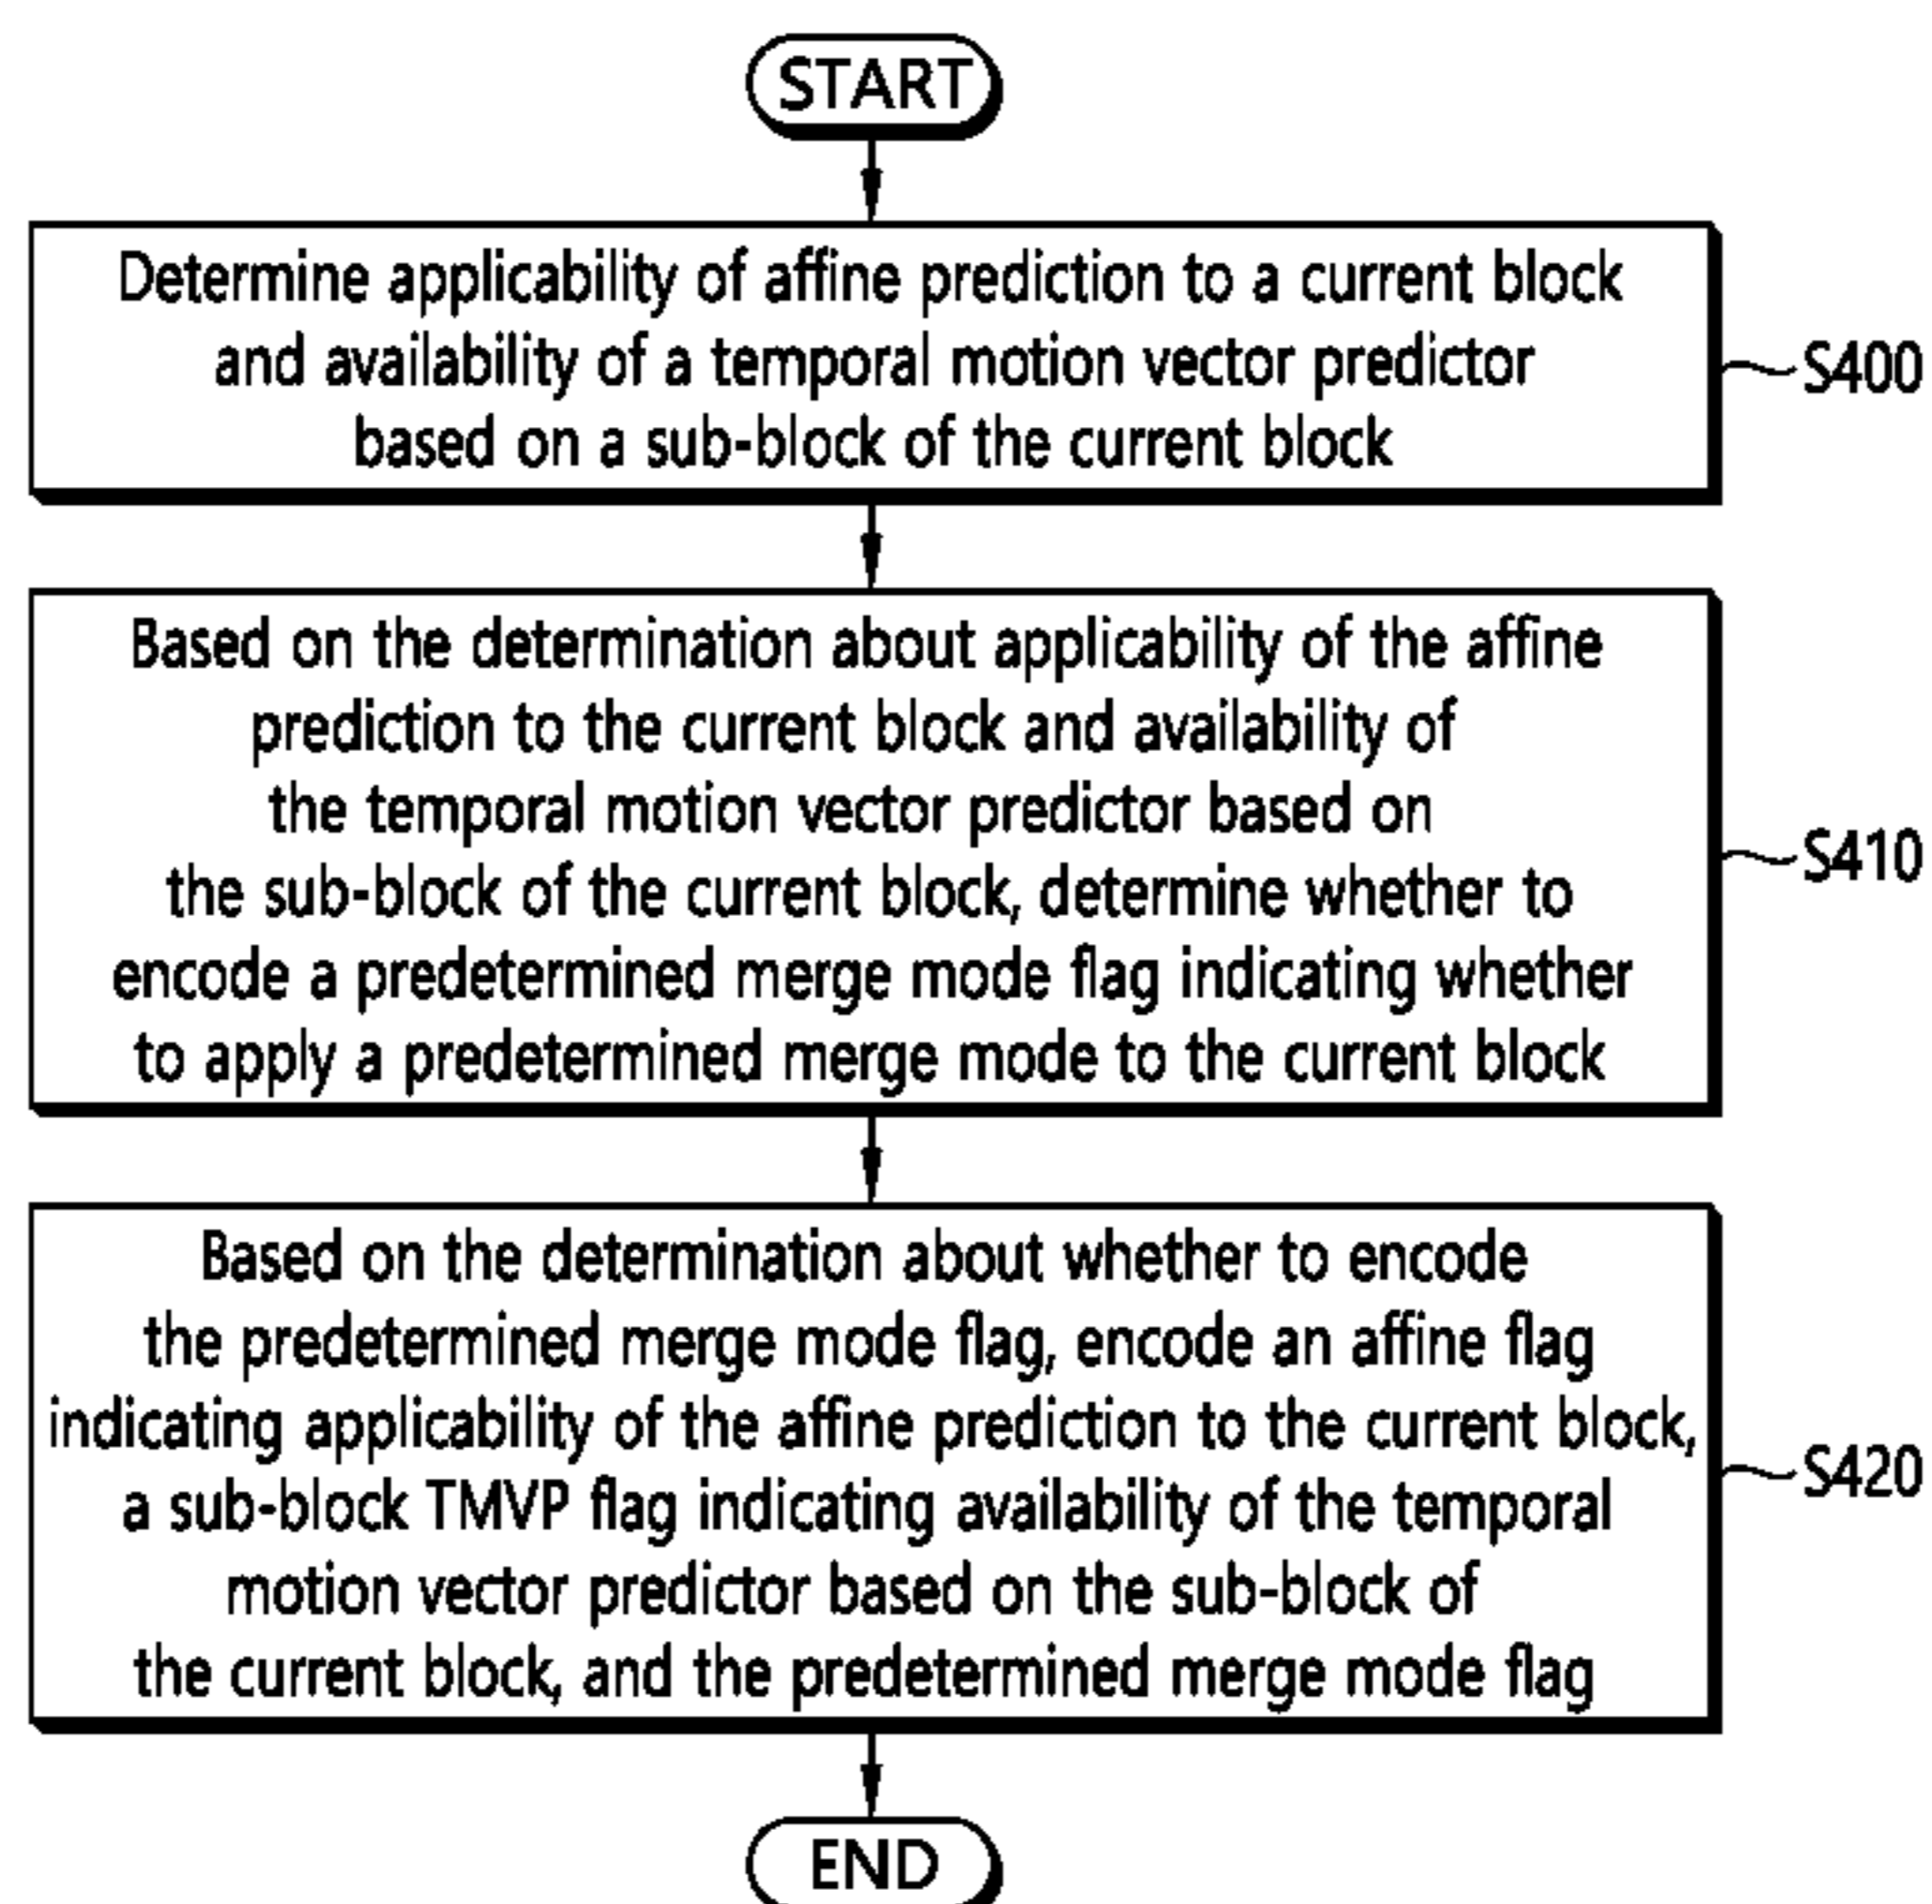 START
Determine applicability of affine prediction to a current block
and availability of a temporal motion vector predictor
based on a sub-block of the current block
S400
Based on the determination about applicability of the affine
prediction to the current block and availability of
the temporal motion vector predictor based on
the sub-block of the current block, determine whether to
encode a predetermined merge mode flag indicating whether
to apply a predetermined merge mode to the current block
S410
Based on the determination about whether to encode
the predetermined merge mode flag, encode an affine flag
indicating applicability of the affine prediction to the current block,
a sub-block TMVP flag indicating availability of the temporal
motion vector predictor based on the sub-block of
the current block, and the predetermined merge mode flag
S420
END